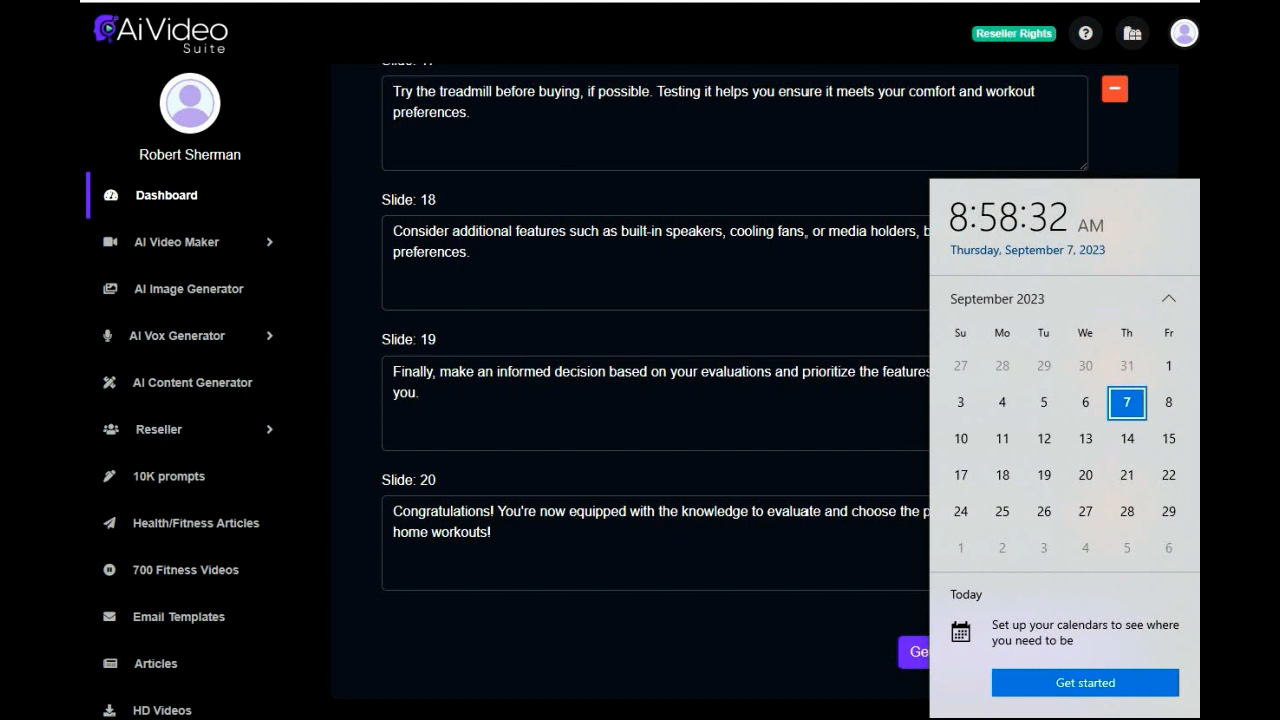 AiVideo
Suite
Reseller Rights
Robert Sherman
Dashboard
AI Video Maker
AI Image Generator
AI Vox Generator
AI Content Generator
Reseller
10K prompts
Health/Fitness Articles
700 Fitness Videos
Email Templates
Articles
HD Videos
Try the treadmill before buying, if possible. Testing it helps you ensure it meets your comfort and workout
preferences.
Slide: 18
Consider additional features such as built-in speakers, cooling fans, or media holders,
preferences.
Slide: 19
Finally, make an informed decision based on your evaluations and prioritize the features
you.
Slide: 20
Congratulations! You're now equipped with the knowledge to evaluate and choose the
home workouts!
Ge
8:58:32 AM
Thursday, September 7, 2023
September 2023
Su Mo Tu We Th Fr
27 28 29 30 31 1
3 4 5 6 7 8
10 11 12 13 14 15
17 18 19 20 21 22
24 25 26 27 28 29
1 2 3 4 5 6
Today
Set up your calendars to see where
you need to be
Get started